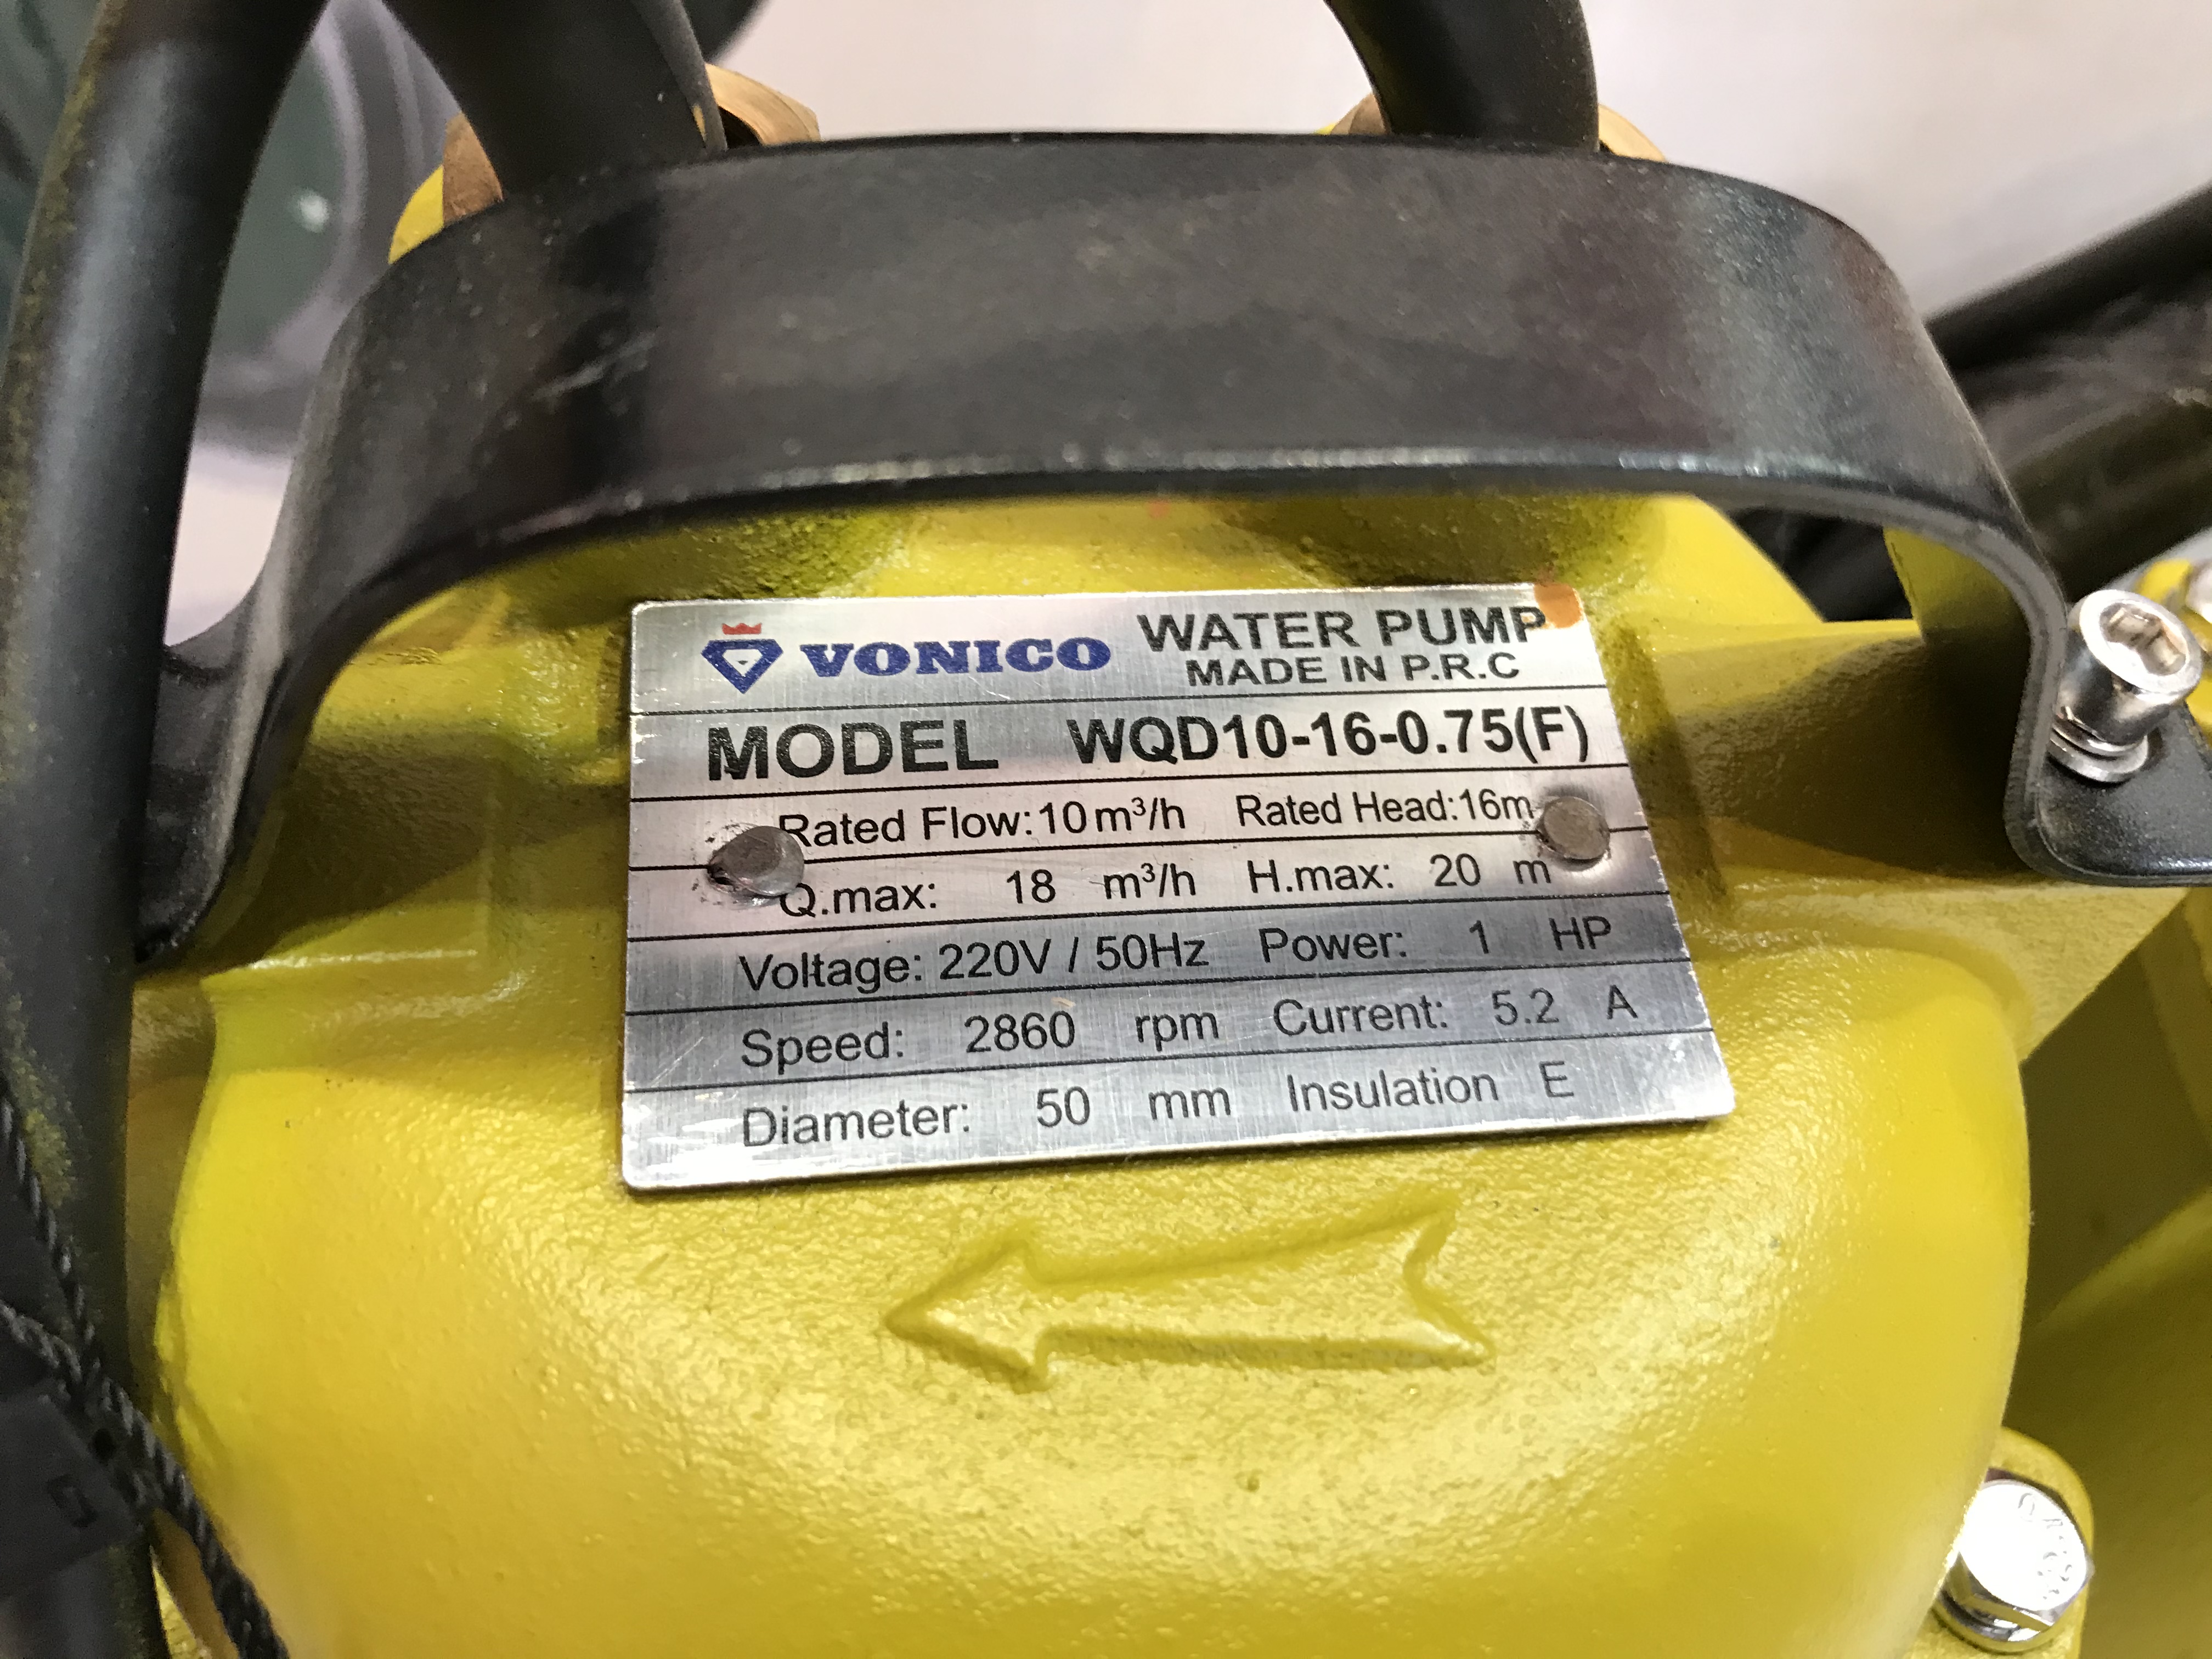 VONICO WATER PUMP
MADE IN P.R.C
MODEL WQD10-16-0.75(F)
Rated Flow:10m³/h Rated Head:16m
Q.max: 18 m³/h H.max: 20 m
Voltage: 220V / 50Hz Power: 1 HP
Speed: 2860 rpm Current: 5.2 A
Diameter: 50 mm Insulation E